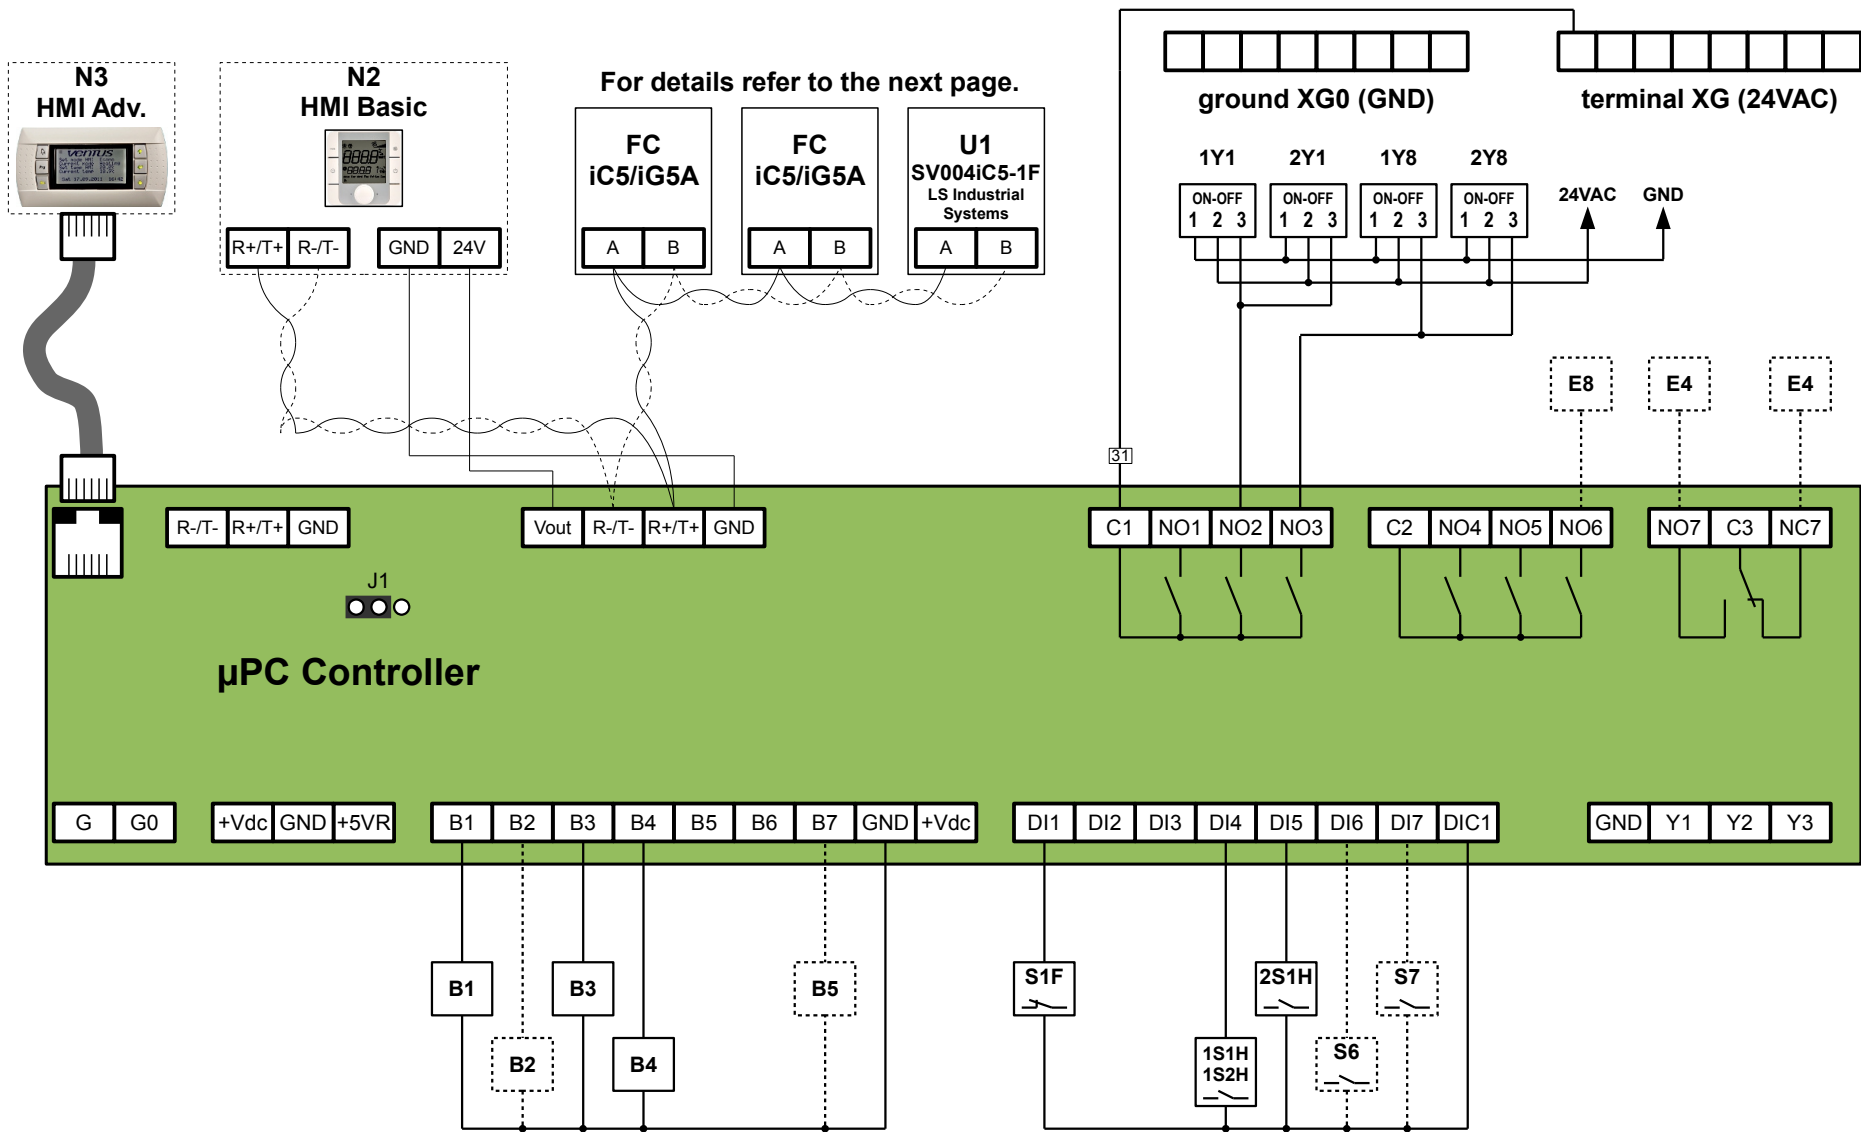 N3
HMI Adv.
ventus
N2
HMI Basic
R+/T+ R-/T- GND 24V
For details refer to the next page.
FC
iC5/iG5A
A B
FC
iC5/iG5A
A B
U1
SV004iC5-1F
LS Industrial
Systems
A B
ground XG0 (GND)
terminal XG (24VAC)
1Y1 2Y1 1Y8 2Y8
ON-OFF ON-OFF ON-OFF ON-OFF
1 2 3 1 2 3 1 2 3 1 2 3
24VAC GND
E8 E4 E4
31
R-/T- R+/T+ GND
Vout R-/T- R+/T+ GND
C1 NO1 NO2 NO3
C2 NO4 NO5 NO6
NO7 C3 NC7
J1
µPC Controller
G G0
+Vdc GND +5VR
B1 B2 B3 B4 B5 B6 B7 GND +Vdc
DI1 DI2 DI3 DI4 DI5 DI6 DI7 DIC1
GND Y1 Y2 Y3
B1 B3 B5
S1F 2S1H S7
B2 B4
1S1H
1S2H
S6